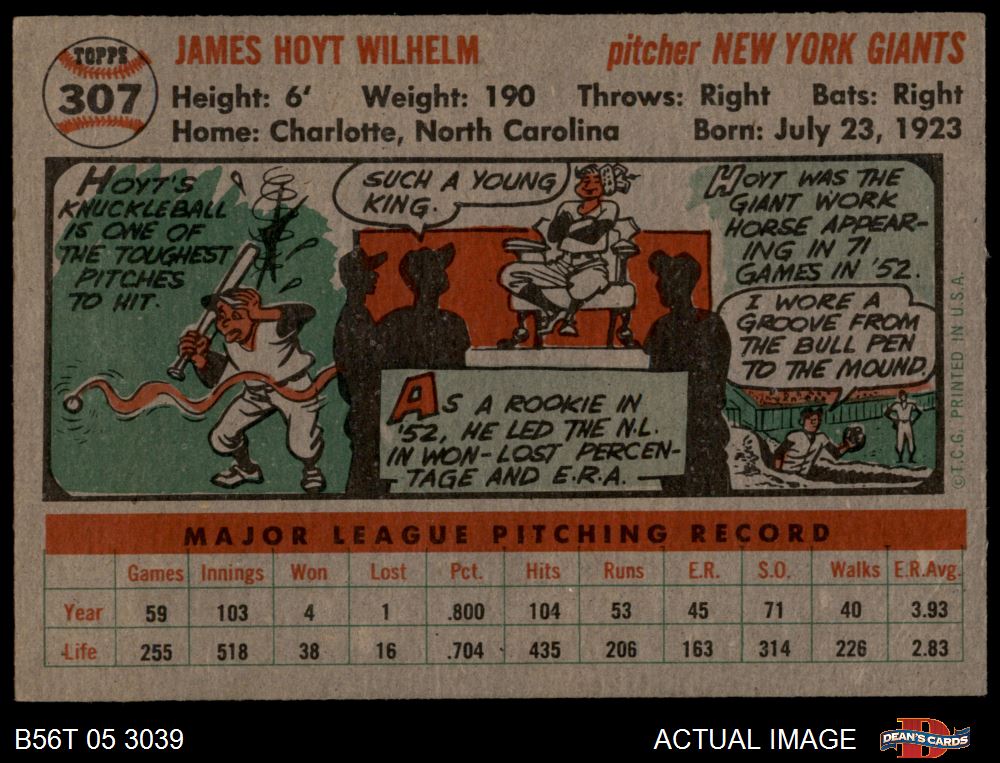 TOPPS
307
JAMES HOYT WILHELM
pitcher NEW YORK GIANTS
Height: 6' Weight: 190 Throws: Right Bats: Right
Home: Charlotte, North Carolina Born: July 23, 1923
HOYT'S
KNUCKLEBALL
IS ONE OF
THE TOUGHEST
PITCHES
TO HIT.
SUCH A YOUNG
KING.
AS A ROOKIE IN
'52, HE LED THE N.L.
IN WON-LOST PERCEN-
TAGE AND E.R.A.
HOYT WAS THE
GIANT WORK
HORSE APPEAR-
ING IN 71
GAMES IN '52.
I WORE A
GROOVE FROM
THE BULL PEN
TO THE MOUND.
©T.C.G. PRINTED IN U.S.A.
MAJOR LEAGUE PITCHING RECORD
Games Innings Won Lost Pct. Hits Runs E.R. S.O. Walks E.R.Avg.
Year 59 103 4 1 .800 104 53 45 71 40 3.93
Life 255 518 38 16 .704 435 206 163 314 226 2.83
B56T 05 3039
ACTUAL IMAGE
D
DEAN'S CARDS